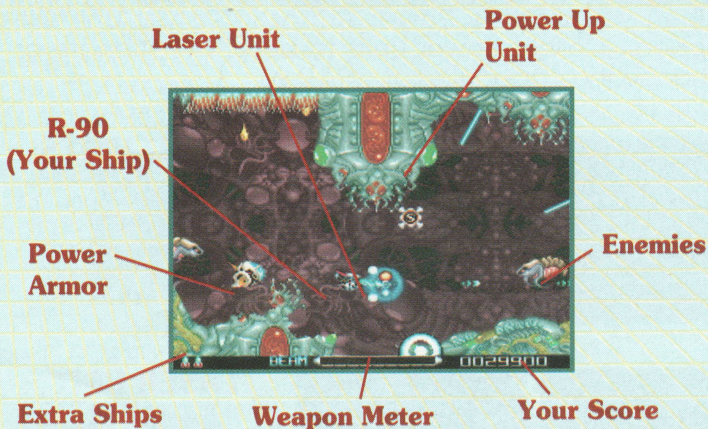 Laser Unit
Power Up
Unit
R-90
(Your Ship)
Power
Armor
Enemies
S
BEAM
0029900
Extra Ships
Weapon Meter
Your Score